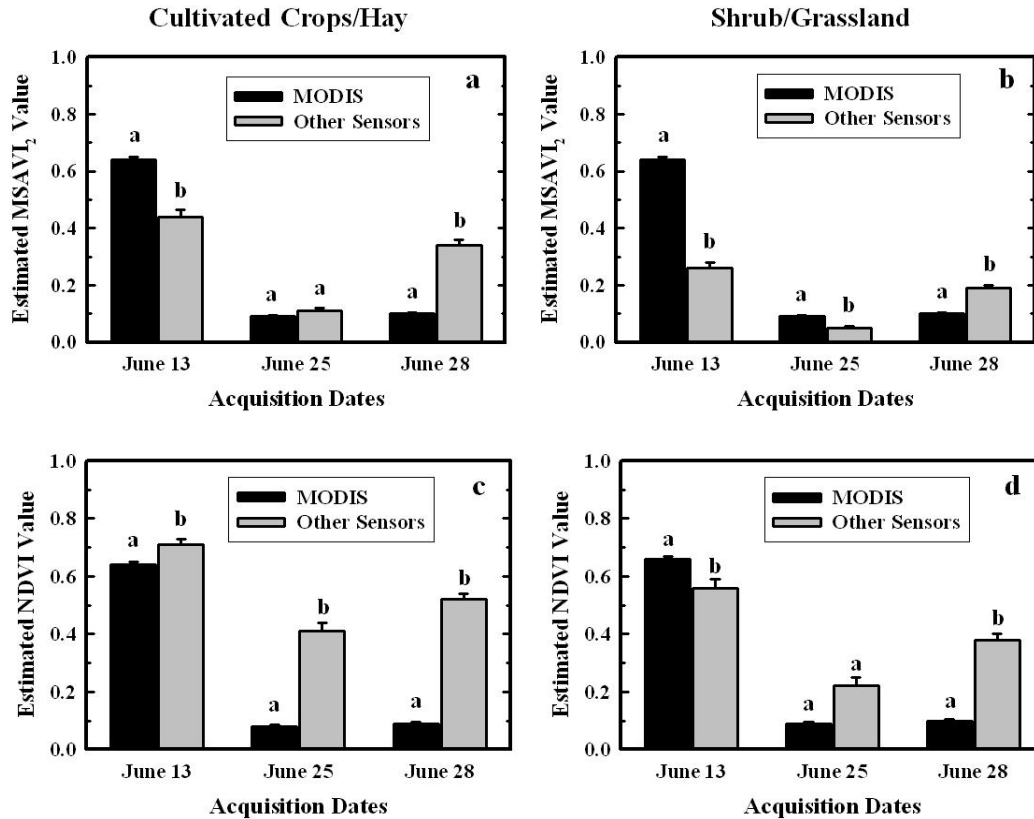 Cultivated Crops/Hay
Shrub/Grassland
Estimated MSAVI₂ Value
1.0
0.8
0.6
0.4
0.2
0.0
a
MODIS
Other Sensors
a
b
a
a
a
b
June 13
June 25
June 28
Acquisition Dates
Estimated MSAVI₂ Value
1.0
0.8
0.6
0.4
0.2
0.0
b
MODIS
Other Sensors
a
b
a
b
a
b
June 13
June 25
June 28
Acquisition Dates
Estimated NDVI Value
1.0
0.8
0.6
0.4
0.2
0.0
c
MODIS
Other Sensors
a
b
a
b
a
b
June 13
June 25
June 28
Acquisition Dates
Estimated NDVI Value
1.0
0.8
0.6
0.4
0.2
0.0
d
MODIS
Other Sensors
a
b
a
a
a
b
June 13
June 25
June 28
Acquisition Dates